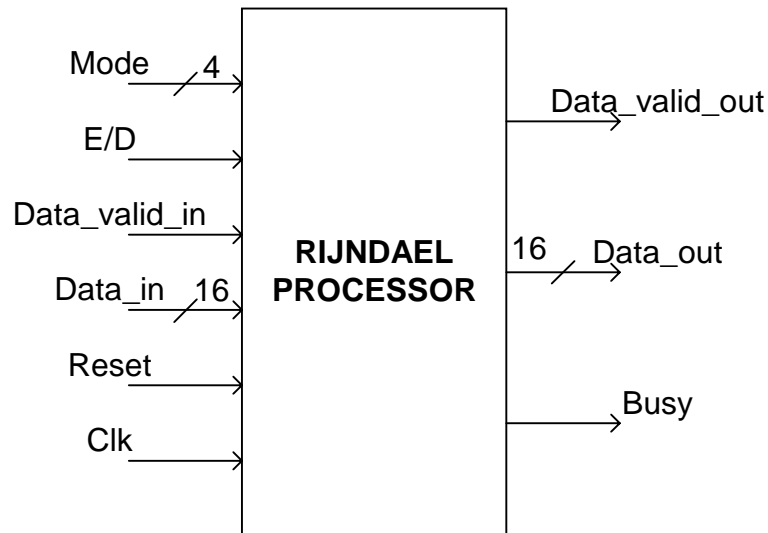 Mode
4
E/D
Data_valid_in
Data_in
16
Reset
Clk
RIJNDAEL
PROCESSOR
Data_valid_out
16
Data_out
Busy